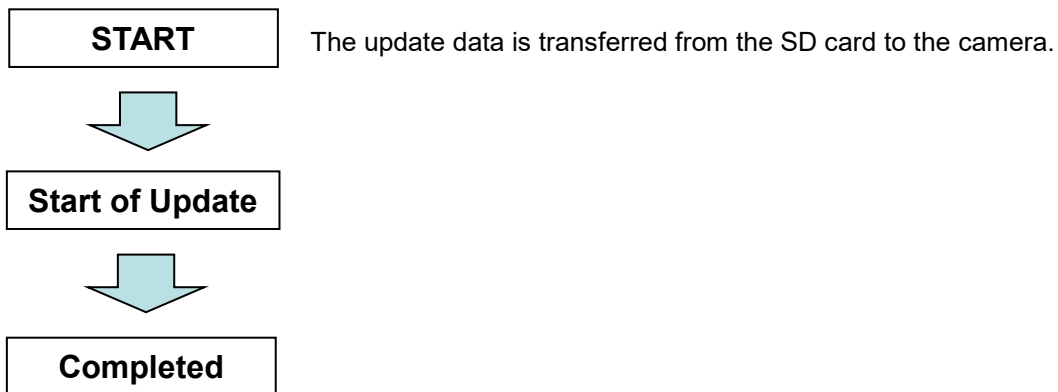 START
The update data is transferred from the SD card to the camera.
Start of Update
Completed